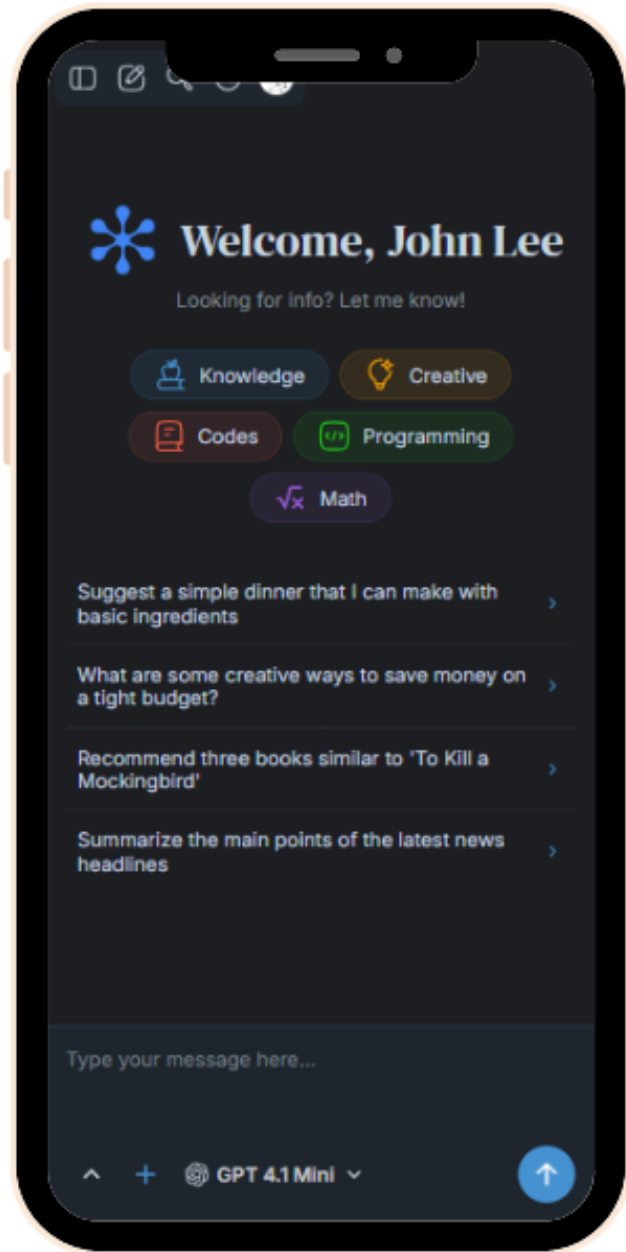 Welcome, John Lee
Looking for info? Let me know!
Knowledge
Creative
Codes
Programming
Math
Suggest a simple dinner that I can make with
basic ingredients
What are some creative ways to save money on
a tight budget?
Recommend three books similar to 'To Kill a
Mockingbird'
Summarize the main points of the latest news
headlines
Type your message here...
GPT 4.1 Mini